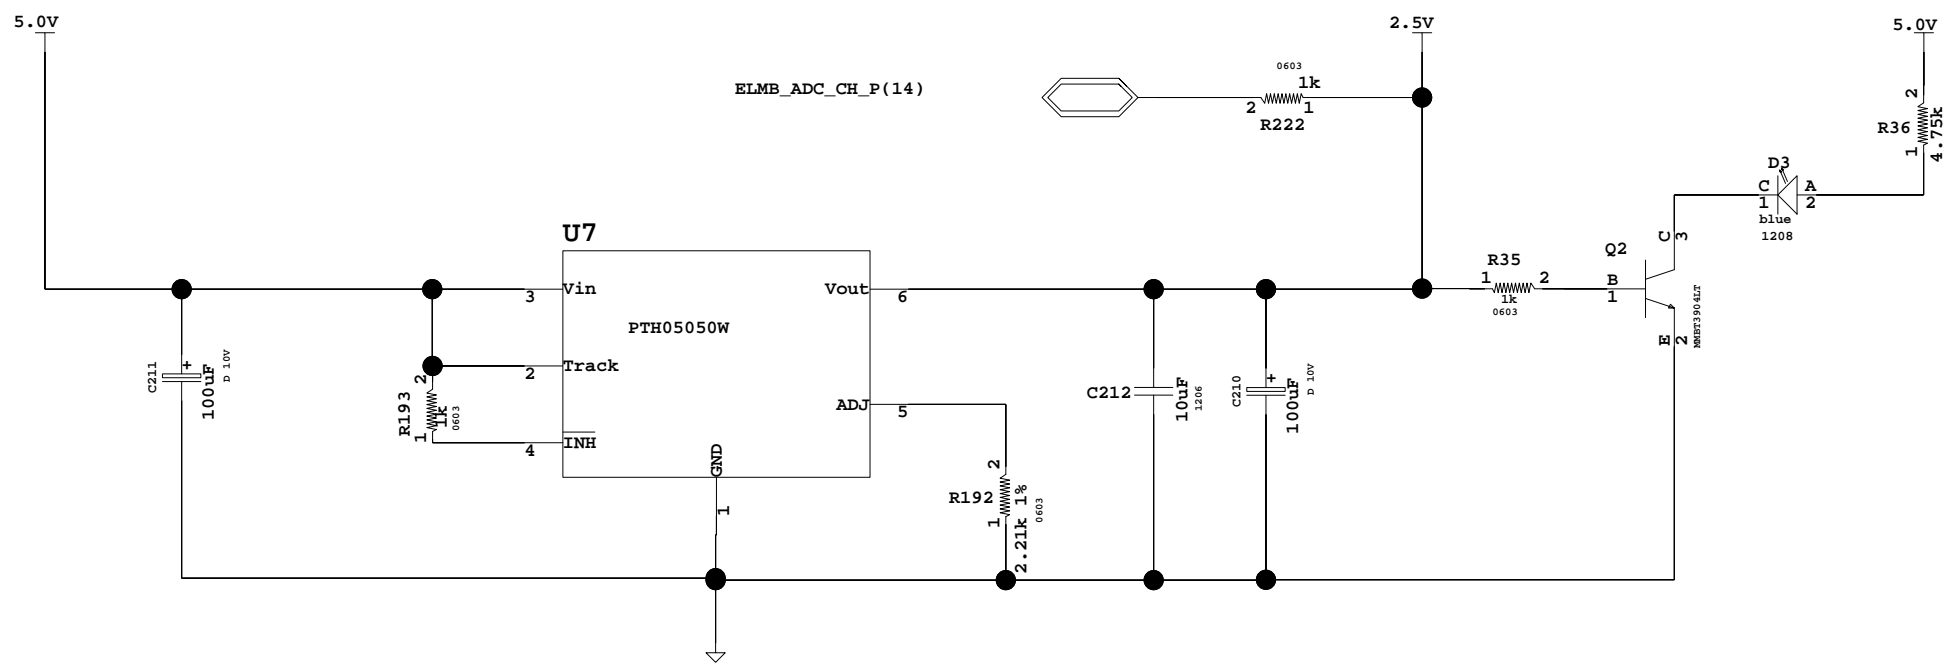 5.0V
2.5V
5.0V
ELMB_ADC_CH_P(14)
0603
1k
2 1
R222
2
R36
4.75k
1
D3
C A
1 2
blue
1208
C
3
Q2
U7
R35
1 2
1k
0603
B
1
MMBT3904LT
E
2
3 Vin
Vout 6
PTH05050W
2 Track
ADJ 5
4 INH
GND
1
C211
+
100uF
D 10V
2
R193
1k
0603
1
C212
10uF
1206
C210
+
100uF
D 10V
2
R192
2.21k 1%
0603
1